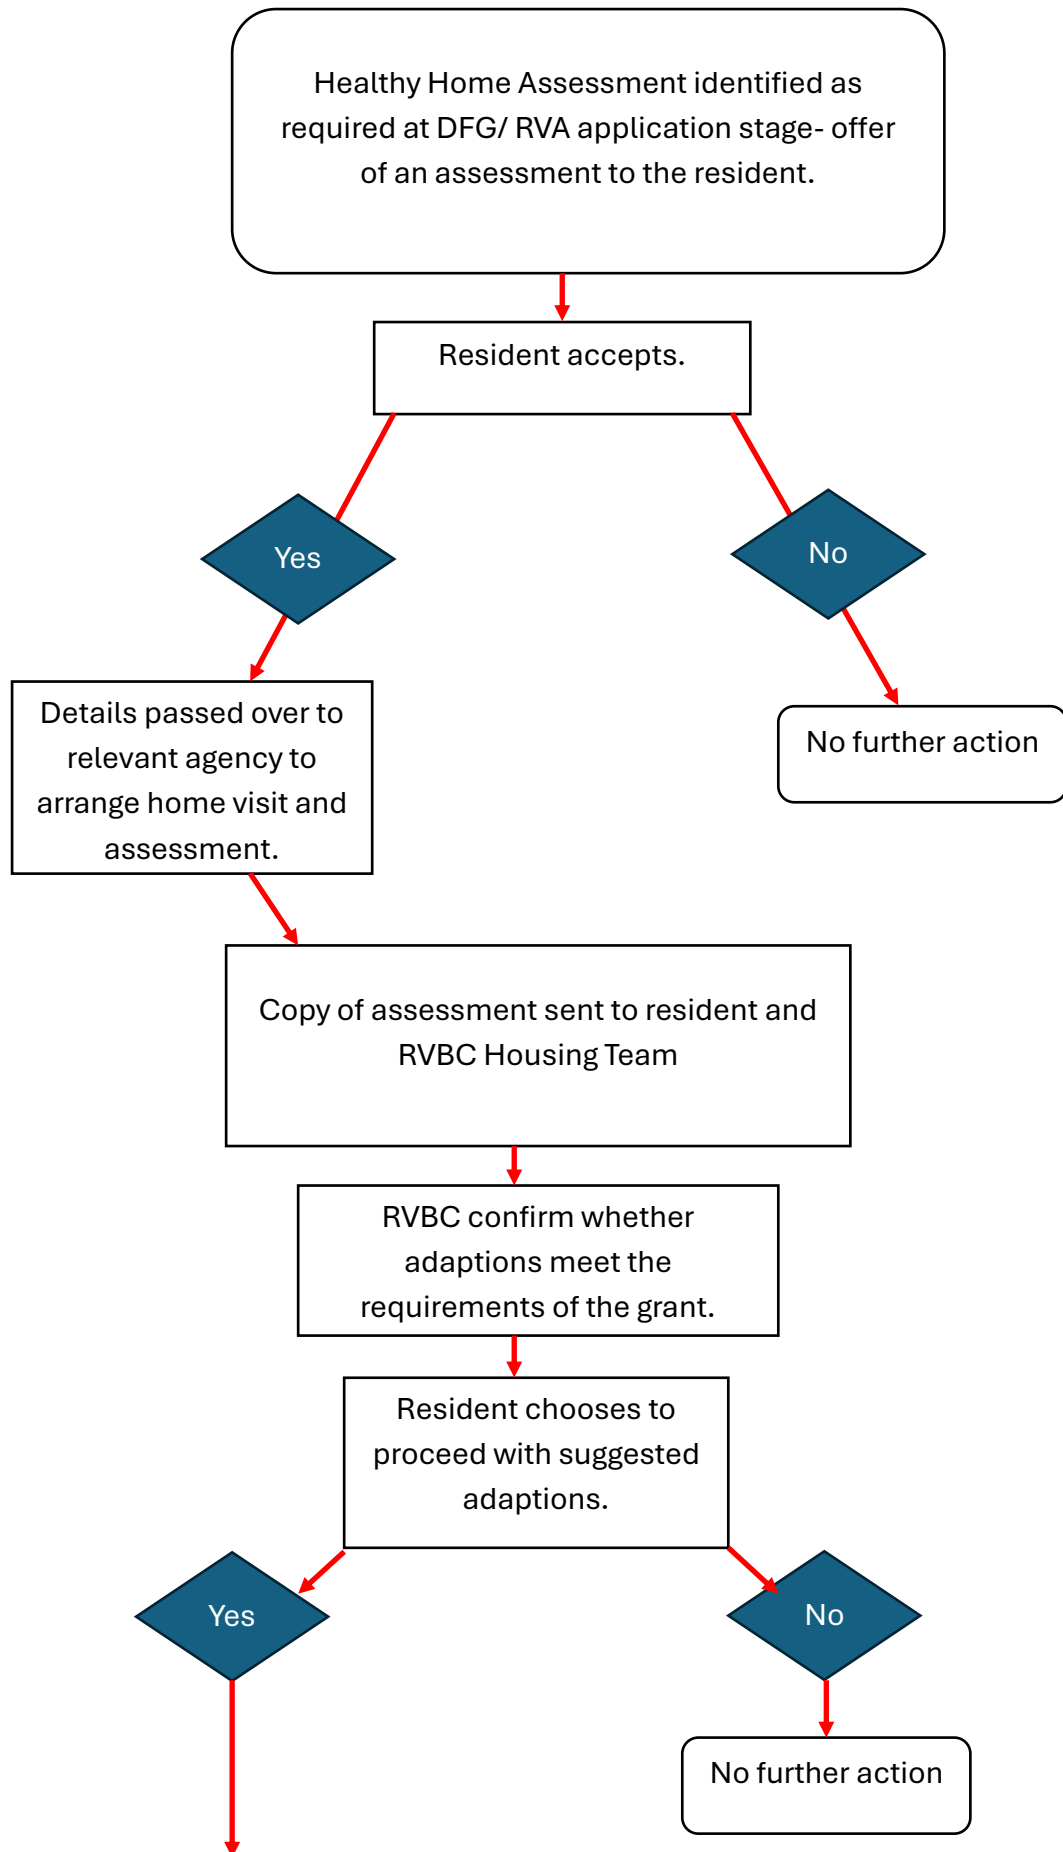 Healthy Home Assessment identified as
required at DFG/ RVA application stage- offer
of an assessment to the resident.
Resident accepts.
Yes
No
Details passed over to
relevant agency to
arrange home visit and
assessment.
No further action
Copy of assessment sent to resident and
RVBC Housing Team
RVBC confirm whether
adaptions meet the
requirements of the grant.
Resident chooses to
proceed with suggested
adaptions.
Yes
No
No further action